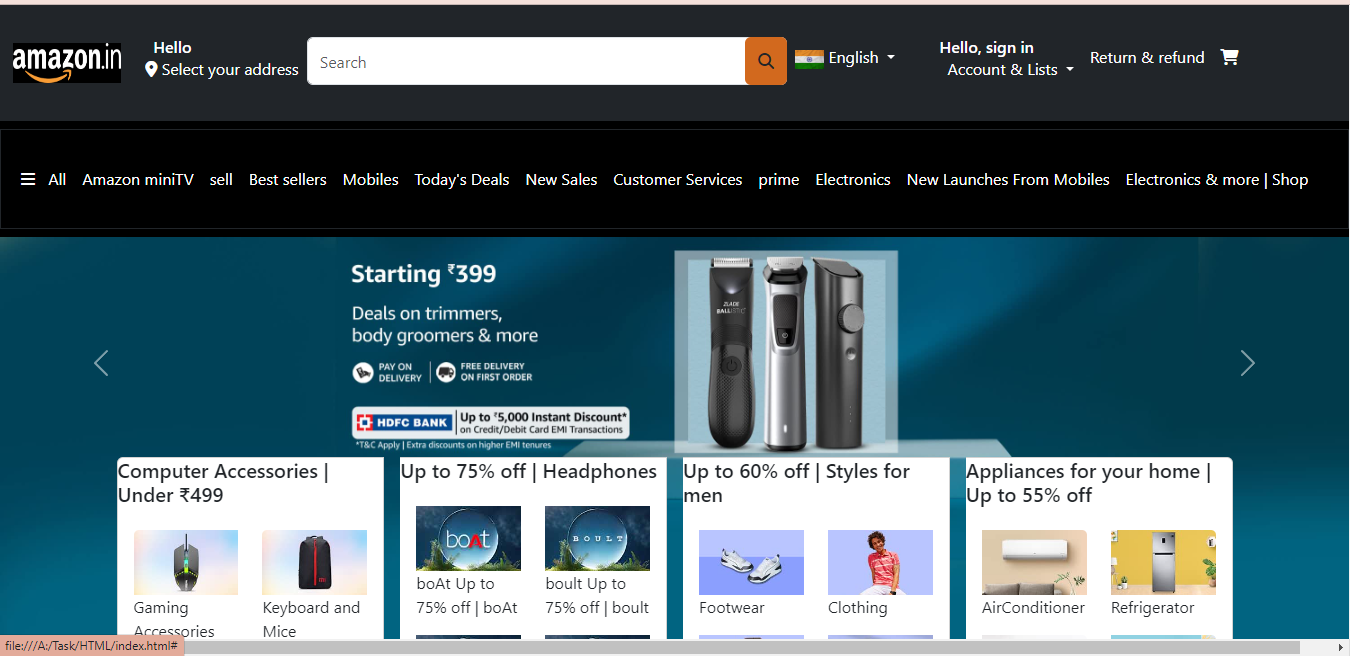 amazon.in
Hello
Select your address
Search
English
Hello, sign in
Account & Lists
Return & refund
All Amazon miniTV sell Best sellers Mobiles Today's Deals New Sales Customer Services prime Electronics New Launches From Mobiles Electronics & more | Shop
Starting ₹399
Deals on trimmers,
body groomers & more
PAY ON
DELIVERY
FREE DELIVERY
ON FIRST ORDER
HDFC BANK
Up to ₹5,000 Instant Discount*
on Credit/Debit Card EMI Transactions
*T&C Apply | Extra discounts on higher EMI tenures
ZLADE
BALLISTIC
Computer Accessories |
Under ₹499
Gaming
Accessories
Keyboard and
Mice
Up to 75% off | Headphones
boAt
boAt Up to
75% off | boAt
BOULT
boult Up to
75% off | boult
Up to 60% off | Styles for
men
Footwear
Clothing
Appliances for your home |
Up to 55% off
AirConditioner
Refrigerator
file:///A:/Task/HTML/index.html#